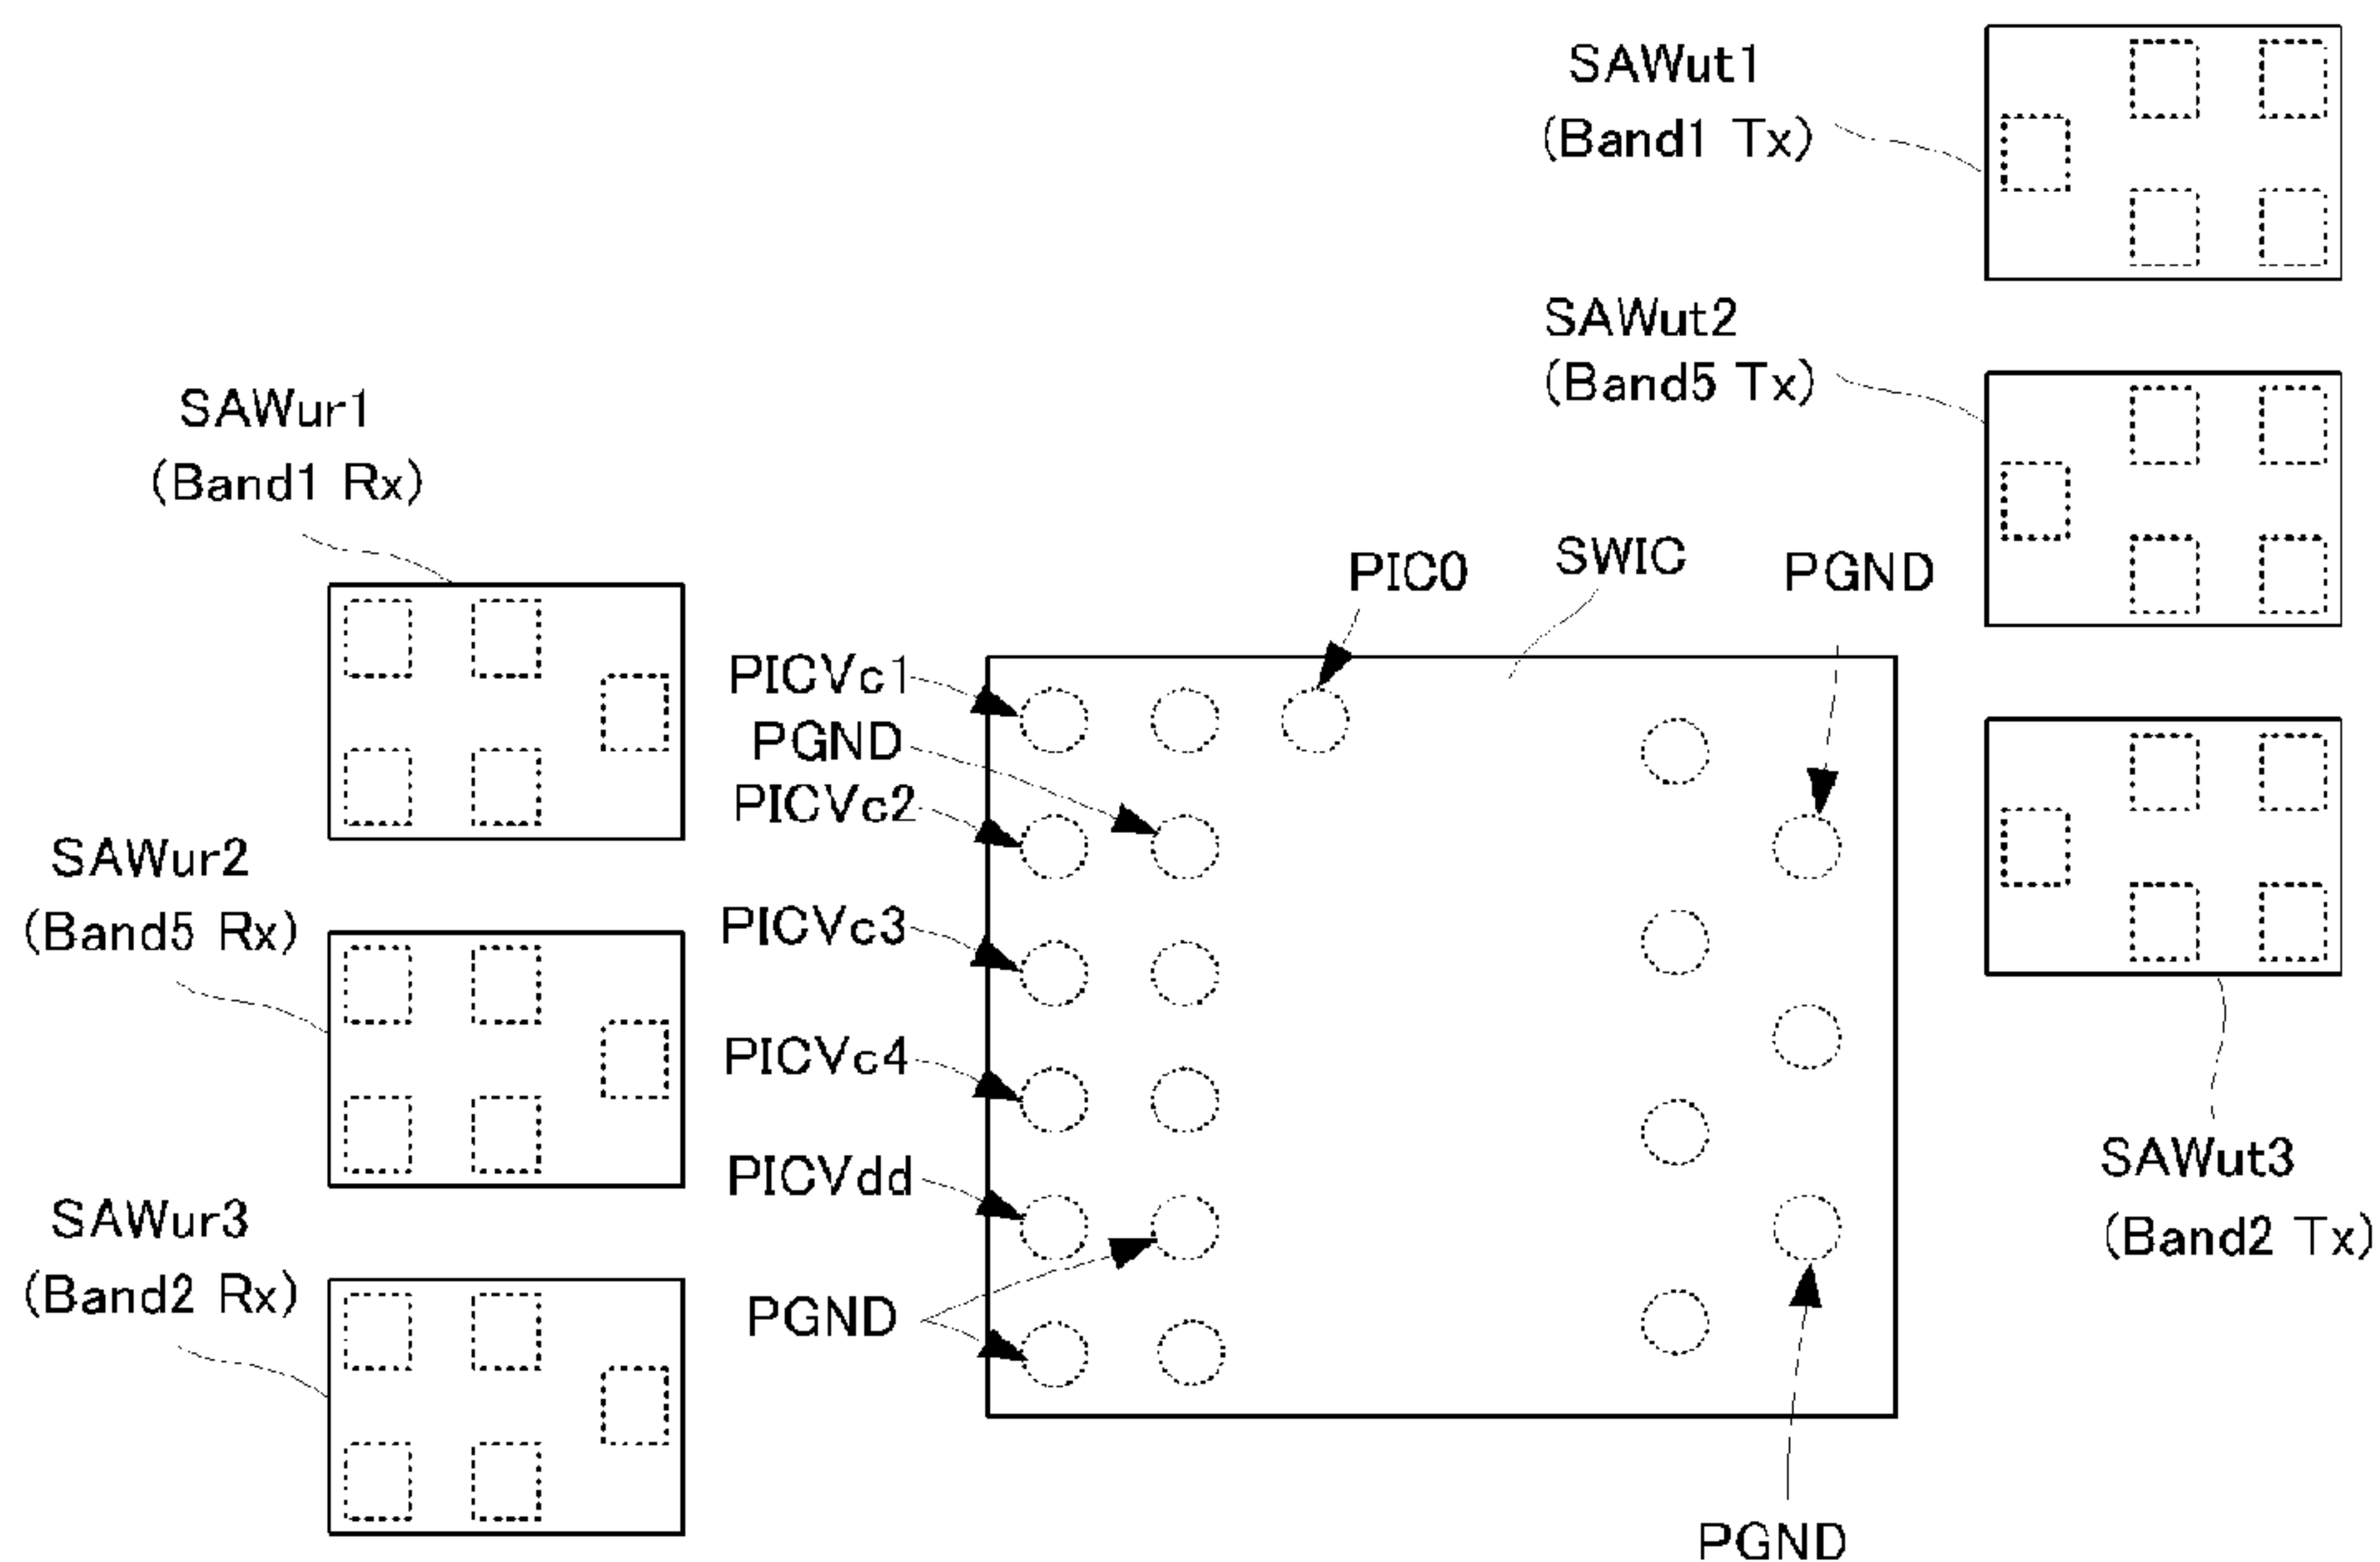 SAWut1
(Band1 Tx)
SAWut2
(Band5 Tx)
SAWur1
(Band1 Rx)
PIC0
SWIC
PGND
PICVc1
PGND
PICVc2
SAWur2
(Band5 Rx)
PICVc3
PICVc4
PICVdd
SAWut3
(Band2 Tx)
SAWur3
(Band2 Rx)
PGND
PGND